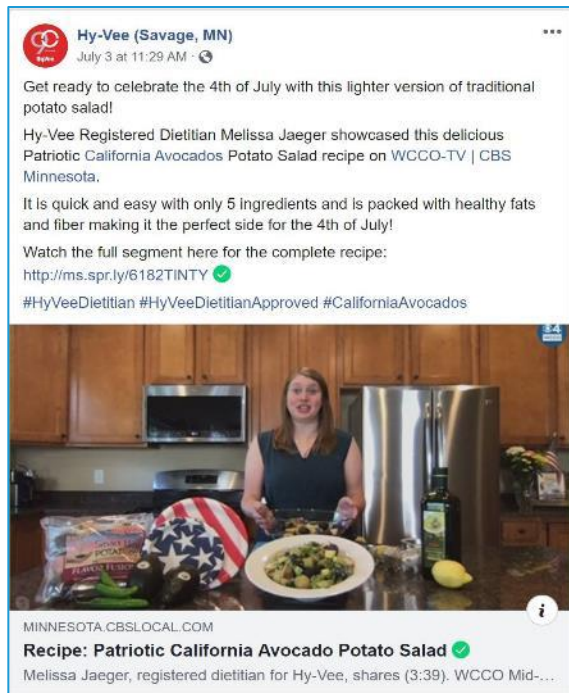 Hy-Vee (Savage, MN)
July 3 at 11:29 AM ·
Get ready to celebrate the 4th of July with this lighter version of traditional
potato salad!
Hy-Vee Registered Dietitian Melissa Jaeger showcased this delicious
Patriotic California Avocados Potato Salad recipe on WCCO-TV | CBS
Minnesota.
It is quick and easy with only 5 ingredients and is packed with healthy fats
and fiber making it the perfect side for the 4th of July!
Watch the full segment here for the complete recipe:
http://ms.spr.ly/6182TINTY
#HyVeeDietitian #HyVeeDietitianApproved #CaliforniaAvocados
FLAVOR FUSION
MINNESOTA.CBSLOCAL.COM
Recipe: Patriotic California Avocado Potato Salad
Melissa Jaeger, registered dietitian for Hy-Vee, shares (3:39). WCCO Mid-...